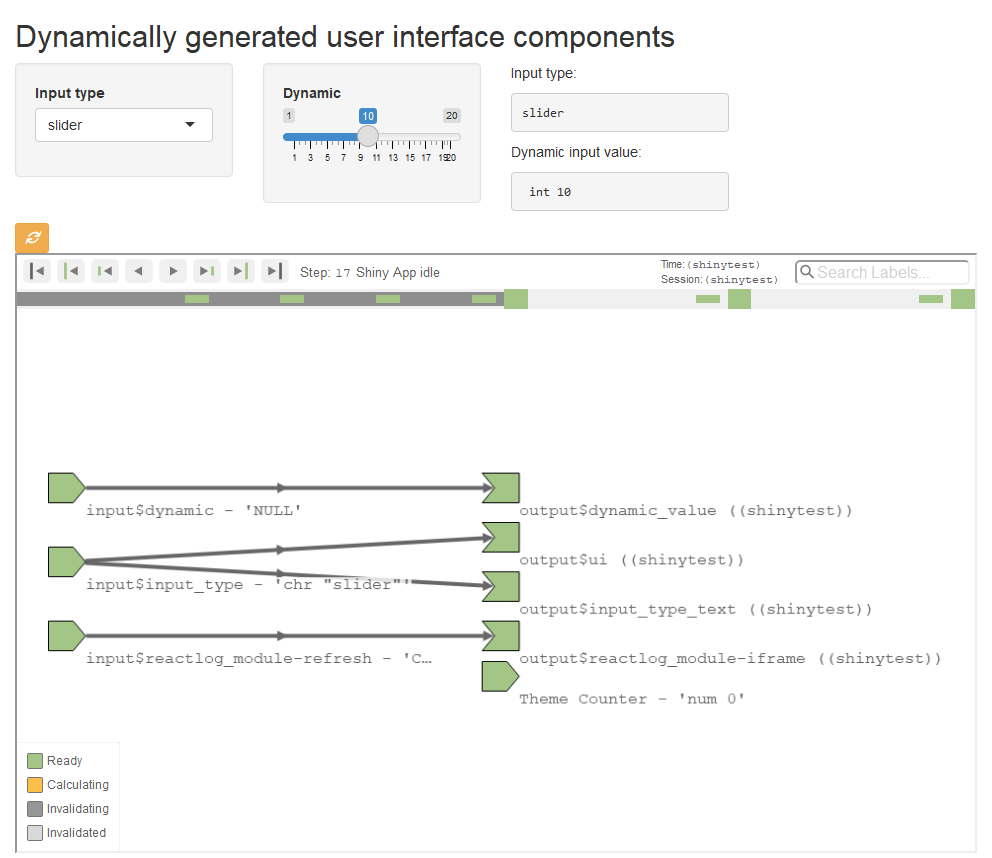 Dynamically generated user interface components
Input type
slider
Dynamic
1 10 20
1 3 5 7 9 11 13 15 17 19 20
Input type:
slider
Dynamic input value:
int 10
Step: 17 Shiny App idle
Time: (shinytest)
Session: (shinytest)
Search Labels...
input$dynamic - 'NULL'
output$dynamic_value ((shinytest))
output$ui ((shinytest))
input$input_type - 'chr "slider"'
output$input_type_text ((shinytest))
input$reactlog_module-refresh - 'C…
output$reactlog_module-iframe ((shinytest))
Theme Counter - 'num 0'
Ready
Calculating
Invalidating
Invalidated